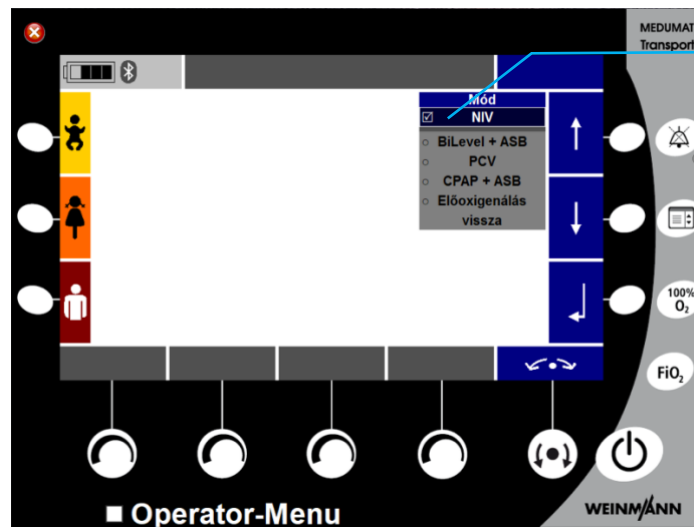 MEDUMAT
Transport
Mód
NIV
BiLevel + ASB
PCV
CPAP + ASB
Előoxigenálás
vissza
100%
O₂
FiO₂
Operator-Menu
WEINMANN